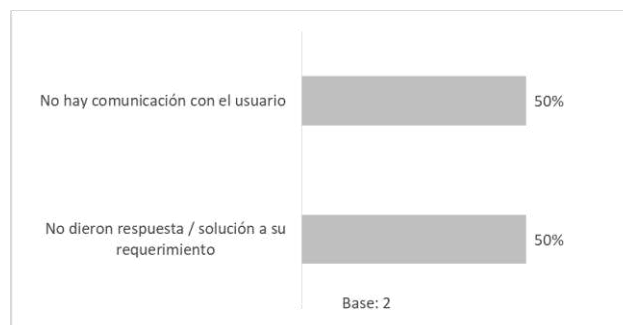 No hay comunicación con el usuario
50%
No dieron respuesta / solución a su
requerimiento
50%
Base: 2